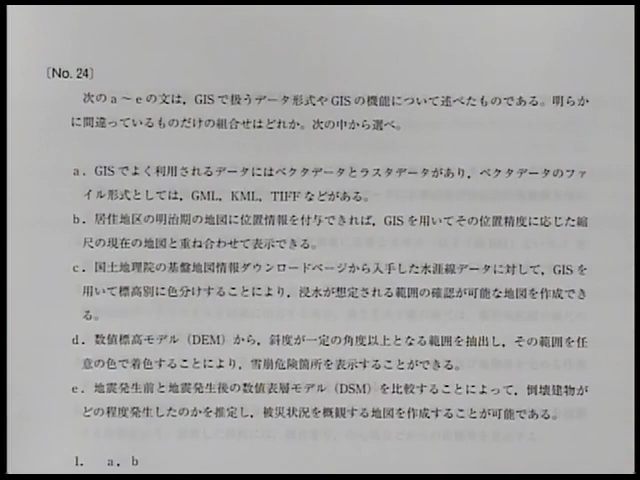 〔No. 24〕
次のa~eの文は,GISで扱うデータ形式やGISの機能について述べたものである。明らか
に間違っているものだけの組合せはどれか。次の中から選べ。
a.GISでよく利用されるデータにはベクタデータとラスタデータがあり,ベクタデータのファ
イル形式としては,GML,KML,TIFFなどがある。
b.居住地区の明治期の地図に位置情報を付与できれば,GISを用いてその位置精度に応じた縮
尺の現在の地図と重ね合わせて表示できる。
c.国土地理院の基盤地図情報ダウンロードページから入手した水涯線データに対して,GISを
用いて標高別に色分けすることにより,浸水が想定される範囲の確認が可能な地図を作成でき
る。
d.数値標高モデル(DEM)から,斜度が一定の角度以上となる範囲を抽出し,その範囲を任
意の色で着色することにより,雪崩危険箇所を表示することができる。
e.地震発生前と地震発生後の数値表層モデル(DSM)を比較することによって,倒壊建物が
どの程度発生したのかを推定し,被災状況を概観する地図を作成することが可能である。
1. a,b